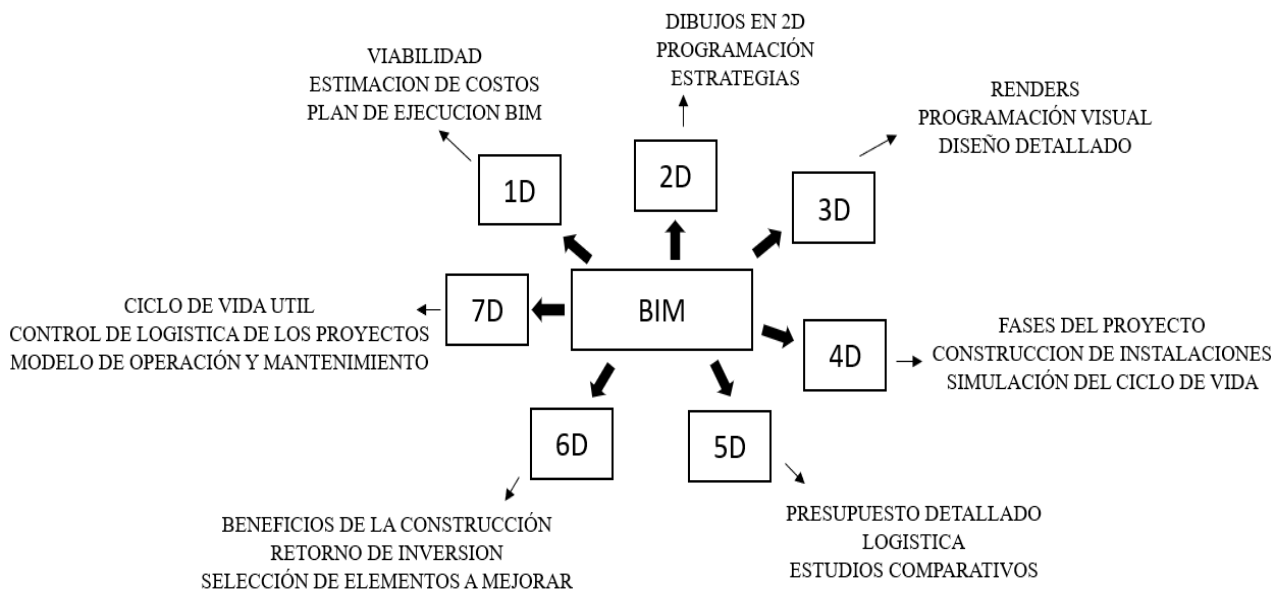 DIBUJOS EN 2D
PROGRAMACIÓN
ESTRATEGIAS
VIABILIDAD
ESTIMACION DE COSTOS
PLAN DE EJECUCION BIM
RENDERS
PROGRAMACIÓN VISUAL
DISEÑO DETALLADO
1D
2D
3D
BIM
7D
CICLO DE VIDA UTIL
CONTROL DE LOGISTICA DE LOS PROYECTOS
MODELO DE OPERACIÓN Y MANTENIMIENTO
4D
FASES DEL PROYECTO
CONSTRUCCION DE INSTALACIONES
SIMULACIÓN DEL CICLO DE VIDA
6D
5D
BENEFICIOS DE LA CONSTRUCCIÓN
RETORNO DE INVERSION
SELECCIÓN DE ELEMENTOS A MEJORAR
PRESUPUESTO DETALLADO
LOGISTICA
ESTUDIOS COMPARATIVOS